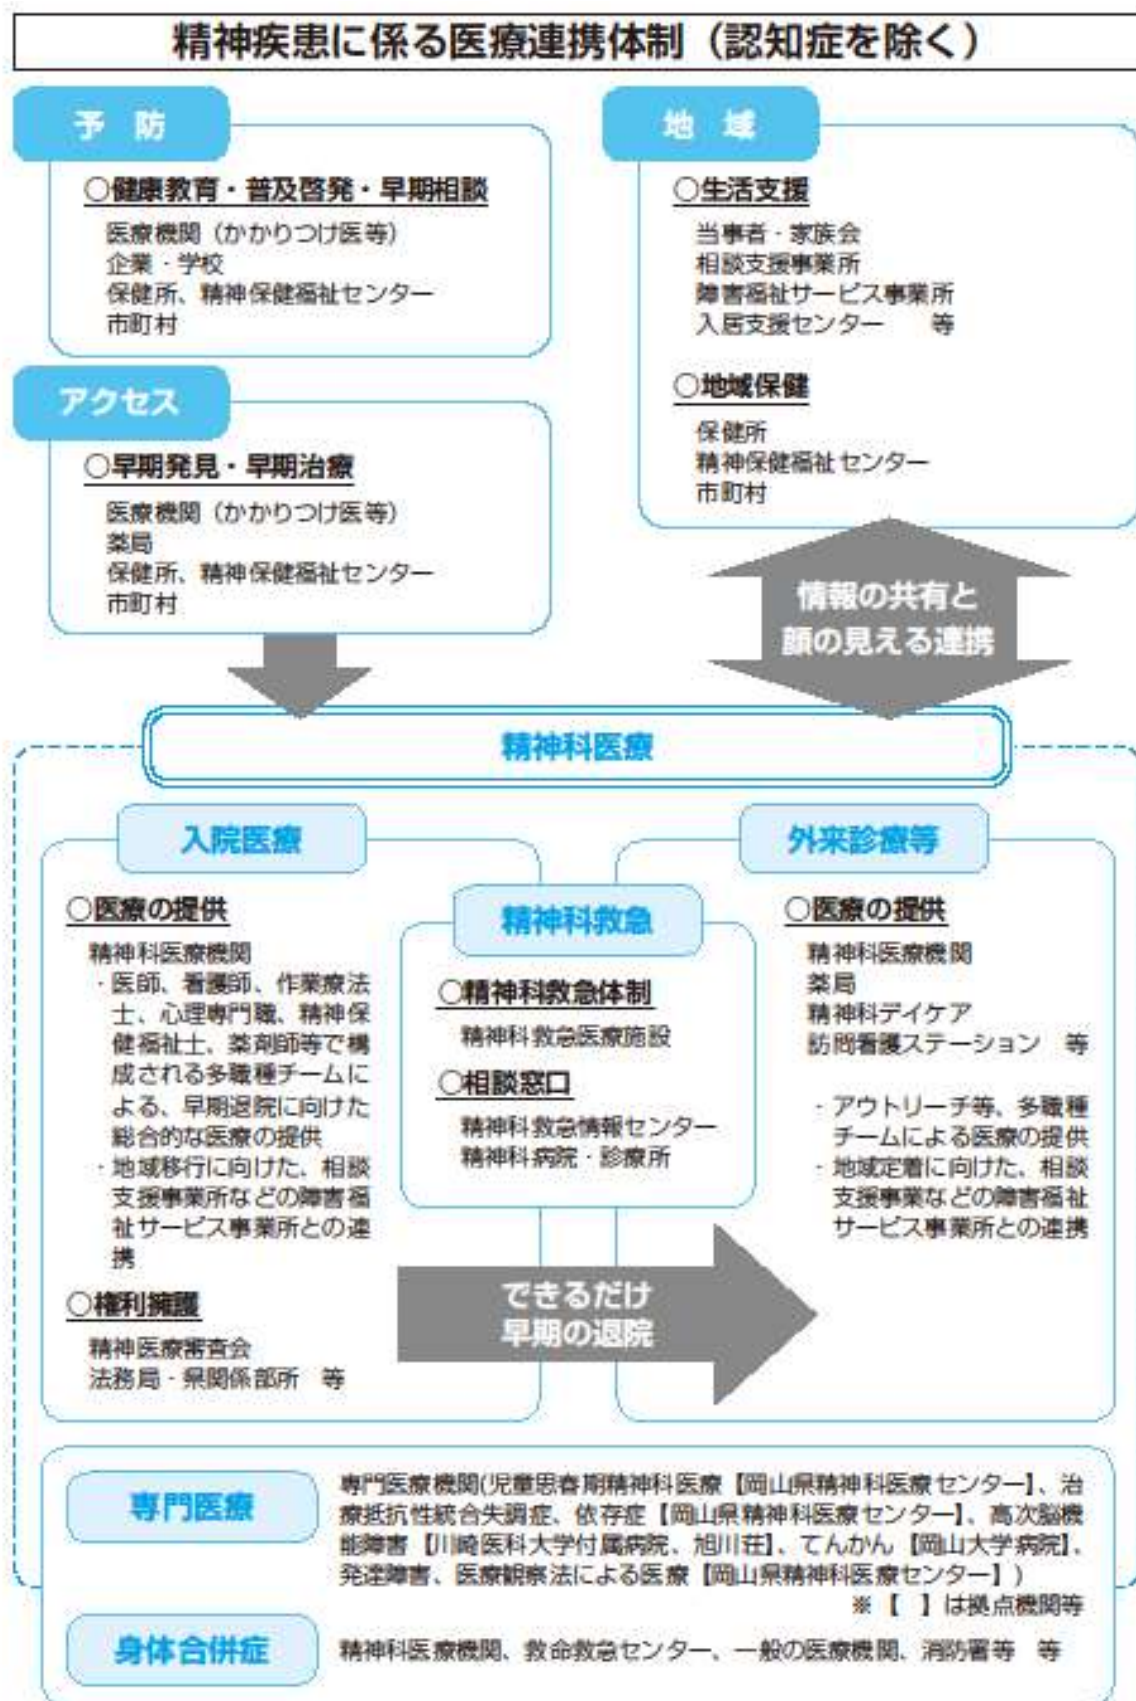 精神疾患に係る医療連携体制（認知症を除く）
予　防
○健康教育・普及啓発・早期相談
医療機関（かかりつけ医等）
企業・学校
保健所、精神保健福祉センター
市町村
アクセス
○早期発見・早期治療
医療機関（かかりつけ医等）
薬局
保健所、精神保健福祉センター
市町村
地　域
○生活支援
当事者・家族会
相談支援事業所
障害福祉サービス事業所
入居支援センター　　等
○地域保健
保健所
精神保健福祉センター
市町村
情報の共有と
顔の見える連携
精神科医療
入院医療
○医療の提供
精神科医療機関
・医師、看護師、作業療法
士、心理専門職、精神保
健福祉士、薬剤師等で構
成される多職種チームに
よる、早期退院に向けた
総合的な医療の提供
・地域移行に向けた、相談
支援事業所などの障害福
祉サービス事業所との連
携
○権利擁護
精神医療審査会
法務局・県関係部所　等
精神科救急
○精神科救急体制
精神科救急医療施設
○相談窓口
精神科救急情報センター
精神科病院・診療所
外来診療等
○医療の提供
精神科医療機関
薬局
精神科デイケア
訪問看護ステーション　等
・アウトリーチ等、多職種
チームによる医療の提供
・地域定着に向けた、相談
支援事業などの障害福祉
サービス事業所との連携
できるだけ
早期の退院
専門医療
専門医療機関(児童思春期精神科医療【岡山県精神科医療センター】、治
療抵抗性統合失調症、依存症【岡山県精神科医療センター】、高次脳機
能障害【川崎医科大学付属病院、旭川荘】、てんかん【岡山大学病院】、
発達障害、医療観察法による医療【岡山県精神科医療センター】)
※【　】は拠点機関等
身体合併症
精神科医療機関、救命救急センター、一般の医療機関、消防署等　等